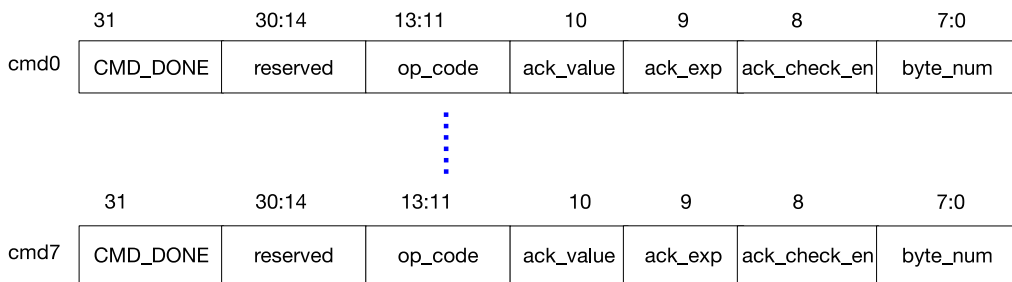 31 30:14 13:11 10 9 8 7:0
cmd0 CMD_DONE reserved op_code ack_value ack_exp ack_check_en byte_num
31 30:14 13:11 10 9 8 7:0
cmd7 CMD_DONE reserved op_code ack_value ack_exp ack_check_en byte_num